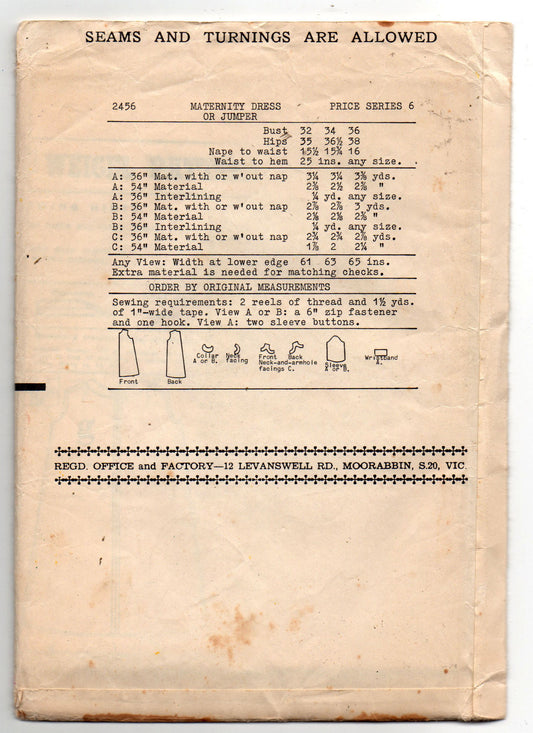 SEAMS AND TURNINGS ARE ALLOWED
2456 MATERNITY DRESS PRICE SERIES 6
OR JUMPER
Bust 32 34 36
Hips 35 36½ 38
Nape to waist 15½ 15¾ 16
Waist to hem 25 ins. any size.
A: 36" Mat. with or w'out nap 3¼ 3¼ 3⅜ yds.
A: 54" Material 2⅜ 2½ 2⅝ "
A: 36" Interlining ¼ yd. any size.
B: 36" Mat. with or w'out nap 2⅞ 2⅞ 3 yds.
B: 54" Material 2⅛ 2⅛ 2⅜ "
B: 36" Interlining ¼ yd. any size.
C: 36" Mat. with or w'out nap 2¾ 2¾ 2⅞ yds.
C: 54" Material 1⅞ 2 2¼ "
Any View: Width at lower edge 61 63 65 ins.
Extra material is needed for matching checks.
ORDER BY ORIGINAL MEASUREMENTS
Sewing requirements: 2 reels of thread and 1½ yds.
of 1"-wide tape. View A or B: a 6" zip fastener
and one hook. View A: two sleeve buttons.
Front
Back
Collar
A or B.
Neck
facing
Front Back
Neck-and-armhole
facings C.
Sleeve
A or B.
Wristband
A.
REGD. OFFICE and FACTORY—12 LEVANSWELL RD., MOORABBIN, S.20, VIC.